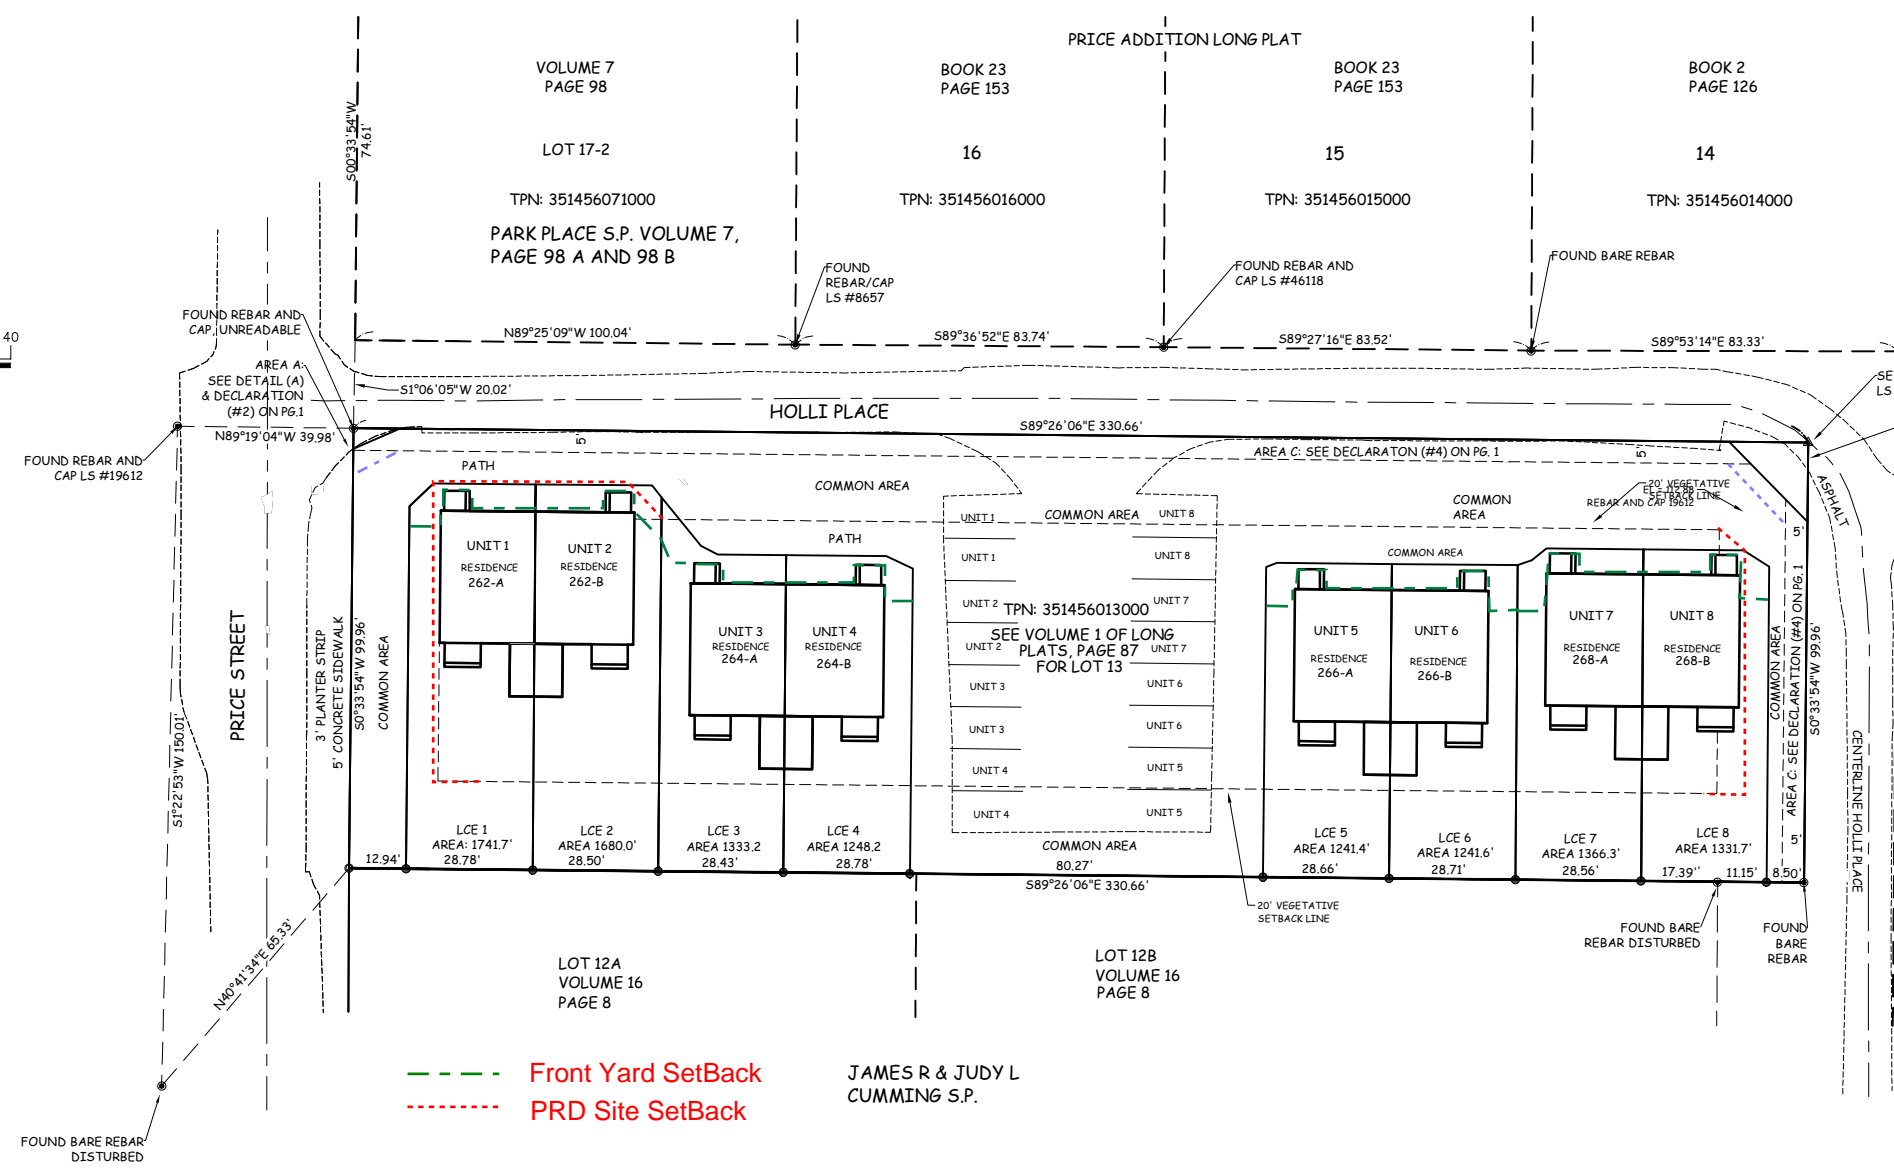 PRICE ADDITION LONG PLAT
VOLUME 7
PAGE 98
BOOK 23
PAGE 153
BOOK 23
PAGE 153
BOOK 2
PAGE 126
S00°33'54"W
74.61'
LOT 17-2
16
15
14
TPN: 351456071000
TPN: 351456016000
TPN: 351456015000
TPN: 351456014000
PARK PLACE S.P. VOLUME 7,
PAGE 98 A AND 98 B
FOUND
REBAR/CAP
LS #8657
FOUND REBAR AND
CAP LS #46118
FOUND BARE REBAR
FOUND REBAR AND
CAP, UNREADABLE
40
N89°25'09"W 100.04'
S89°36'52"E 83.74'
S89°27'16"E 83.52'
S89°53'14"E 83.33'
AREA A:
SEE DETAIL (A)
& DECLARATION
(#2) ON PG.1
S1°06'05"W 20.02'
SE
LS
HOLLI PLACE
N89°19'04"W 39.98'
S89°26'06"E 330.66'
5'
5'
AREA C: SEE DECLARATON (#4) ON PG. 1
FOUND REBAR AND
CAP LS #19612
PATH
COMMON AREA
COMMON
AREA
20' VEGETATIVE
SETBACK LINE
EL= 112.88
REBAR AND CAP 19612
ASPHALT
UNIT 1
COMMON AREA
UNIT 8
5'
PATH
COMMON AREA
UNIT 1
RESIDENCE
262-A
UNIT 2
RESIDENCE
262-B
UNIT 1
UNIT 8
UNIT 2
TPN: 351456013000
UNIT 7
SEE VOLUME 1 OF LONG
PLATS, PAGE 87
FOR LOT 13
UNIT 2
UNIT 7
UNIT 3
RESIDENCE
264-A
UNIT 4
RESIDENCE
264-B
UNIT 5
RESIDENCE
266-A
UNIT 6
RESIDENCE
266-B
UNIT 7
RESIDENCE
268-A
UNIT 8
RESIDENCE
268-B
UNIT 3
UNIT 6
UNIT 3
UNIT 6
UNIT 4
UNIT 5
UNIT 4
UNIT 5
PRICE STREET
3' PLANTER STRIP
5' CONCRETE SIDEWALK
S0°33'54"W 99.96'
COMMON AREA
S1°22'53"W 150.01'
COMMON AREA
AREA C: SEE DECLARATION (#4) ON PG. 1
S0°33'54"W 99.96'
CENTERLINE HOLLI PLACE
LCE 1
AREA: 1741.7'
28.78'
LCE 2
AREA 1680.0'
28.50'
LCE 3
AREA 1333.2
28.43'
LCE 4
AREA 1248.2
28.78'
COMMON AREA
80.27'
LCE 5
AREA 1241.4'
28.66'
LCE 6
AREA 1241.6'
28.71'
LCE 7
AREA 1366.3'
28.56'
LCE 8
AREA 1331.7'
17.39''
11.15'
5'
8.50'
12.94'
S89°26'06"E 330.66'
20' VEGETATIVE
SETBACK LINE
FOUND BARE
REBAR DISTURBED
FOUND
BARE
REBAR
N40°41'34"E 65.33'
LOT 12A
VOLUME 16
PAGE 8
LOT 12B
VOLUME 16
PAGE 8
Front Yard SetBack
PRD Site SetBack
JAMES R & JUDY L
CUMMING S.P.
FOUND BARE REBAR
DISTURBED